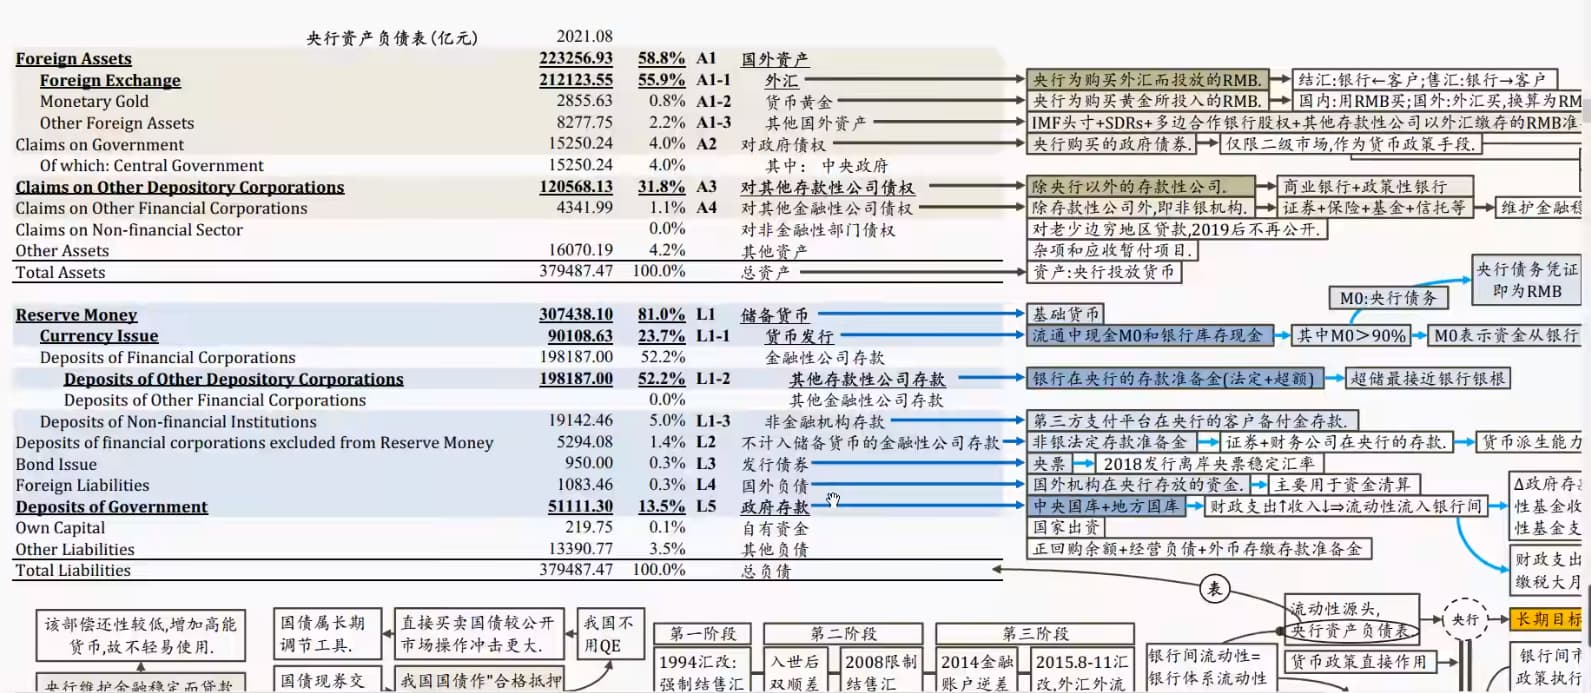 央行资产负债表(亿元) 2021.08
Foreign Assets 223256.93 58.8% A1 国外资产
Foreign Exchange 212123.55 55.9% A1-1 外汇 央行为购买外汇而投放的RMB. 结汇:银行←客户;售汇:银行→客户
Monetary Gold 2855.63 0.8% A1-2 货币黄金 央行为购买黄金所投入的RMB. 国内:用RMB买;国外:外汇买,换算为RM
Other Foreign Assets 8277.75 2.2% A1-3 其他国外资产 IMF头寸+SDRs+多边合作银行股权+其他存款性公司以外汇缴存的RMB准
Claims on Government 15250.24 4.0% A2 对政府债权 央行购买的政府债券. 仅限二级市场,作为货币政策手段.
Of which: Central Government 15250.24 4.0% 其中: 中央政府
Claims on Other Depository Corporations 120568.13 31.8% A3 对其他存款性公司债权 除央行以外的存款性公司. 商业银行+政策性银行
Claims on Other Financial Corporations 4341.99 1.1% A4 对其他金融性公司债权 除存款性公司外,即非银机构. 证券+保险+基金+信托等 维护金融稳
Claims on Non-financial Sector 0.0% 对非金融性部门债权 对老少边穷地区贷款,2019后不再公开.
Other Assets 16070.19 4.2% 其他资产 杂项和应收暂付项目.
Total Assets 379487.47 100.0% 总资产 资产:央行投放货币
央行债务凭证
即为RMB
M0:央行债务
Reserve Money 307438.10 81.0% L1 储备货币 基础货币
Currency Issue 90108.63 23.7% L1-1 货币发行 流通中现金M0和银行库存现金 其中M0>90% M0表示资金从银行
Deposits of Financial Corporations 198187.00 52.2% 金融性公司存款
Deposits of Other Depository Corporations 198187.00 52.2% L1-2 其他存款性公司存款 银行在央行的存款准备金(法定+超额) 超储最接近银行银根
Deposits of Other Financial Corporations 0.0% 其他金融性公司存款
Deposits of Non-financial Institutions 19142.46 5.0% L1-3 非金融机构存款 第三方支付平台在央行的客户备付金存款.
Deposits of financial corporations excluded from Reserve Money 5294.08 1.4% L2 不计入储备货币的金融性公司存款 非银法定存款准备金 证券+财务公司在央行的存款. 货币派生能力
Bond Issue 950.00 0.3% L3 发行债券 央票 2018发行离岸央票稳定汇率
Foreign Liabilities 1083.46 0.3% L4 国外负债 国外机构在央行存放的资金. 主要用于资金清算
Deposits of Government 51111.30 13.5% L5 政府存款 中央国库+地方国库 财政支出↑收入↓⇒流动性流入银行间
Δ政府存
性基金收
性基金支
Own Capital 219.75 0.1% 自有资金 国家出资
Other Liabilities 13390.77 3.5% 其他负债 正回购余额+经营负债+外币存缴存款准备金
Total Liabilities 379487.47 100.0% 总负债
财政支出
缴税大月
表
该部偿还性较低,增加高能
货币,故不轻易使用.
国债属长期
调节工具.
直接买卖国债较公开
市场操作冲击更大.
我国不
用QE
第一阶段
1994汇改:
强制结售汇
第二阶段
入世后
双顺差
2008限制
结售汇
第三阶段
2014金融
账户逆差
2015.8-11汇
改,外汇外流
流动性源头,
央行资产负债表
央行
长期目标
银行间流动性=
银行体系流动性
货币政策直接作用
银行间市
政策执行
央行维护金融稳定而贷款
国债现券交
我国国债作"合格抵押